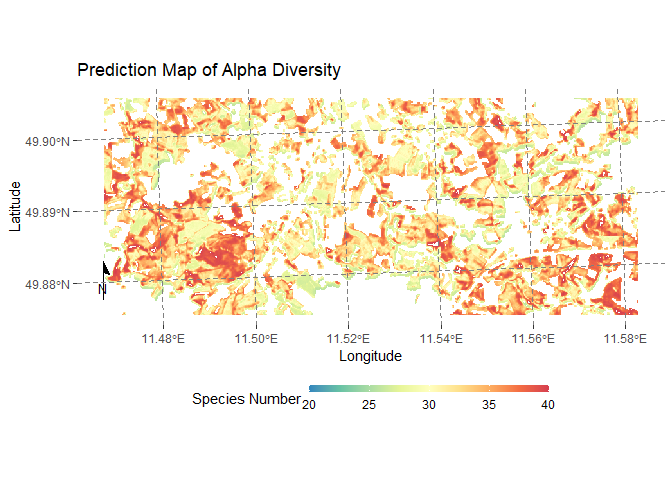 Prediction Map of Alpha Diversity
49.90°N
49.89°N
49.88°N
Latitude
N
11.48°E 11.50°E 11.52°E 11.54°E 11.56°E 11.58°E
Longitude
Species Number
20 25 30 35 40